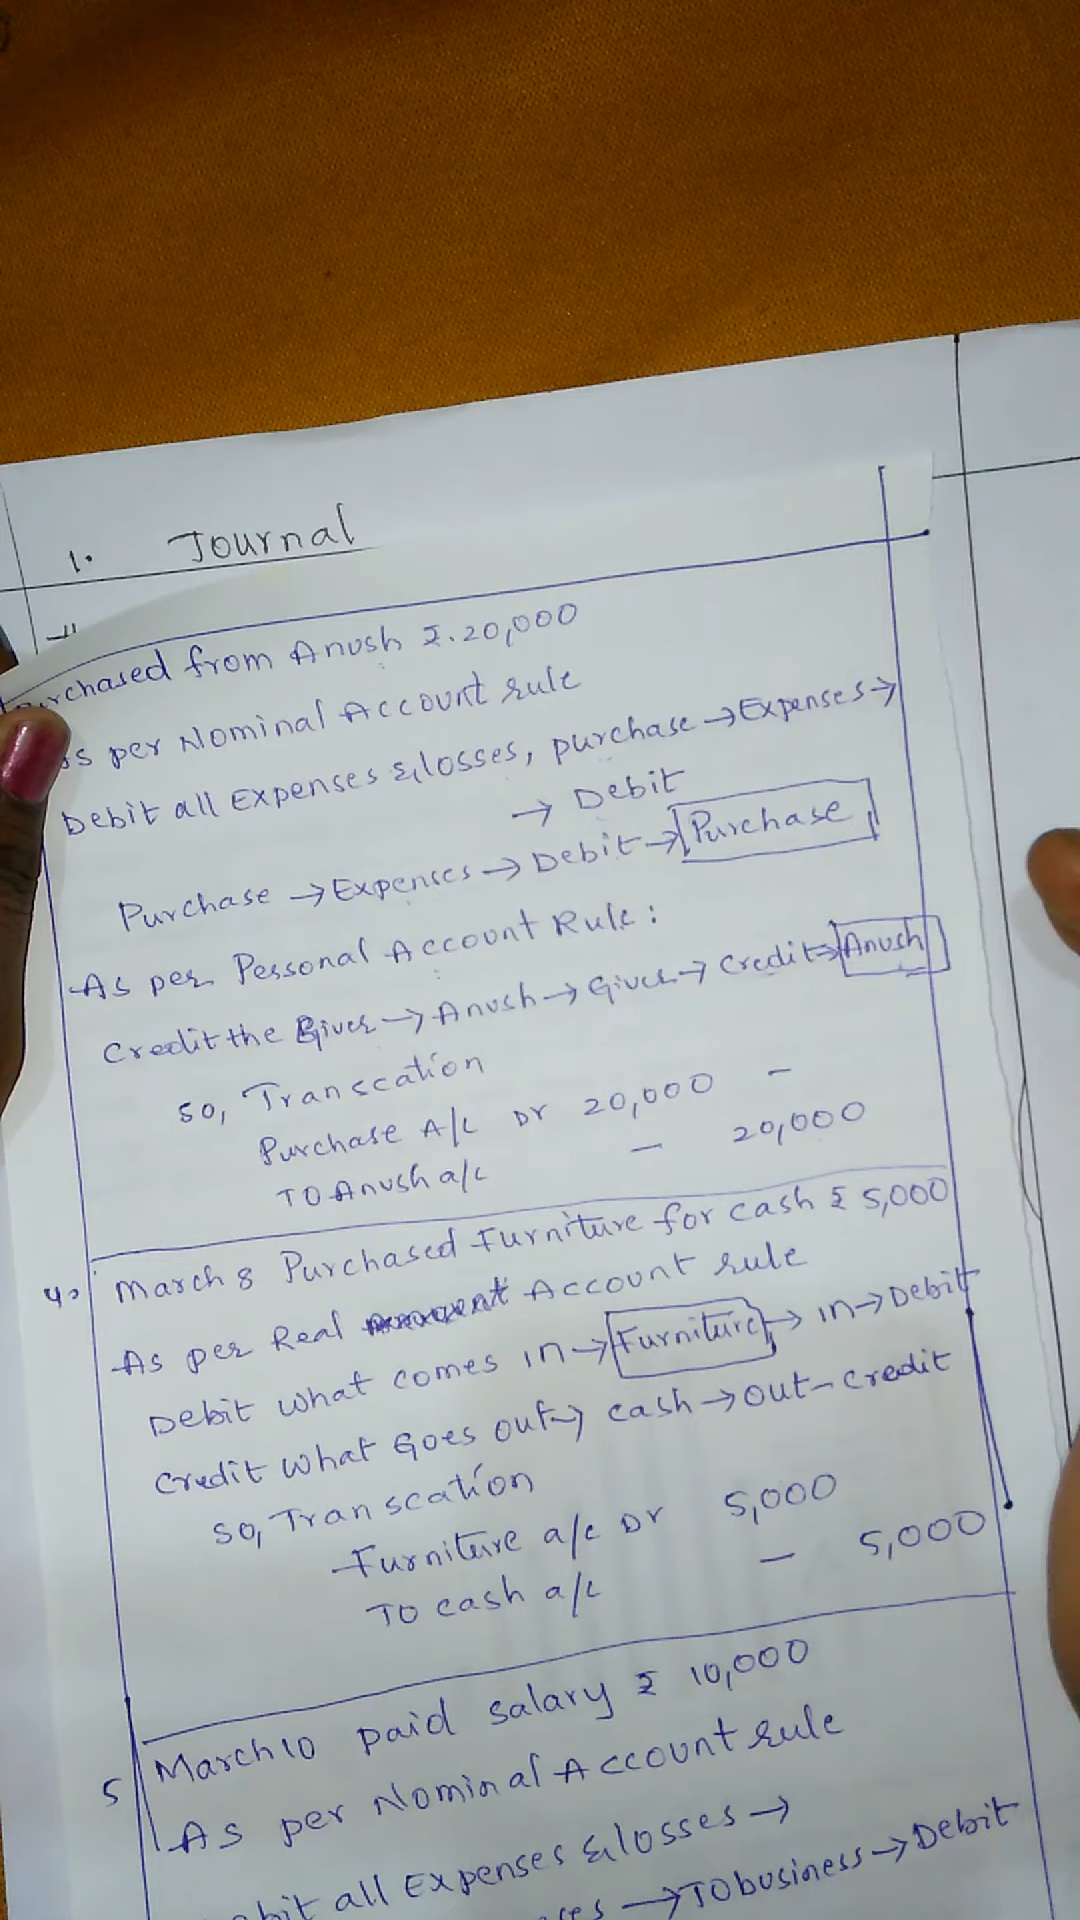 1. Journal
Purchased from Anush ₹.20,000
As per Nominal Account rule
Debit all Expenses & losses, purchase → Expenses →
→ Debit
Purchase → Expenses → Debit → Purchase
As per Personal Account Rule:
Credit the Giver → Anush → Giver → Credit → Anush
So, Transcation
Purchase A/c Dr 20,000 -
TO Anush a/c - 20,000
4. March 8 Purchased Furniture for cash ₹ 5,000
As per Real Account rule
Debit what comes in → Furniture → in → Debit
Credit what Goes out → cash → out - credit
So, Transcation
Furniture a/c Dr 5,000
TO cash a/c - 5,000
5 March 10 paid salary ₹ 10,000
As per Nominal Account rule
all Expenses & losses →
→ TO business → Debit